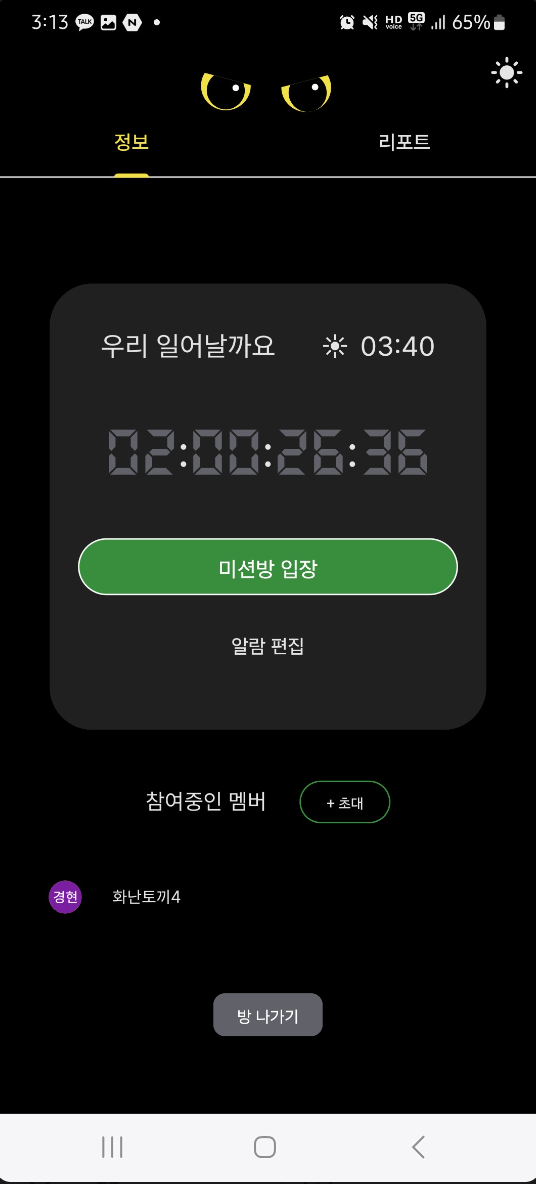 3:13 TALK N HD voice 5G 65%
정보 리포트
우리 일어날까요 03:40
02:00:26:36
미션방 입장
알람 편집
참여중인 멤버 + 초대
경현 화난토끼4
방 나가기